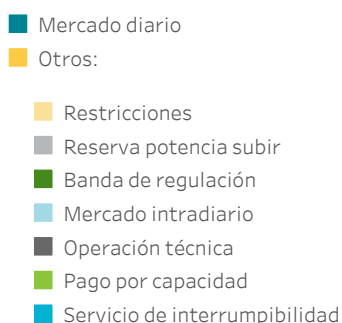 Mercado diario
Otros:
Restricciones
Reserva potencia subir
Banda de regulación
Mercado intradiario
Operación técnica
Pago por capacidad
Servicio de interrumpibilidad